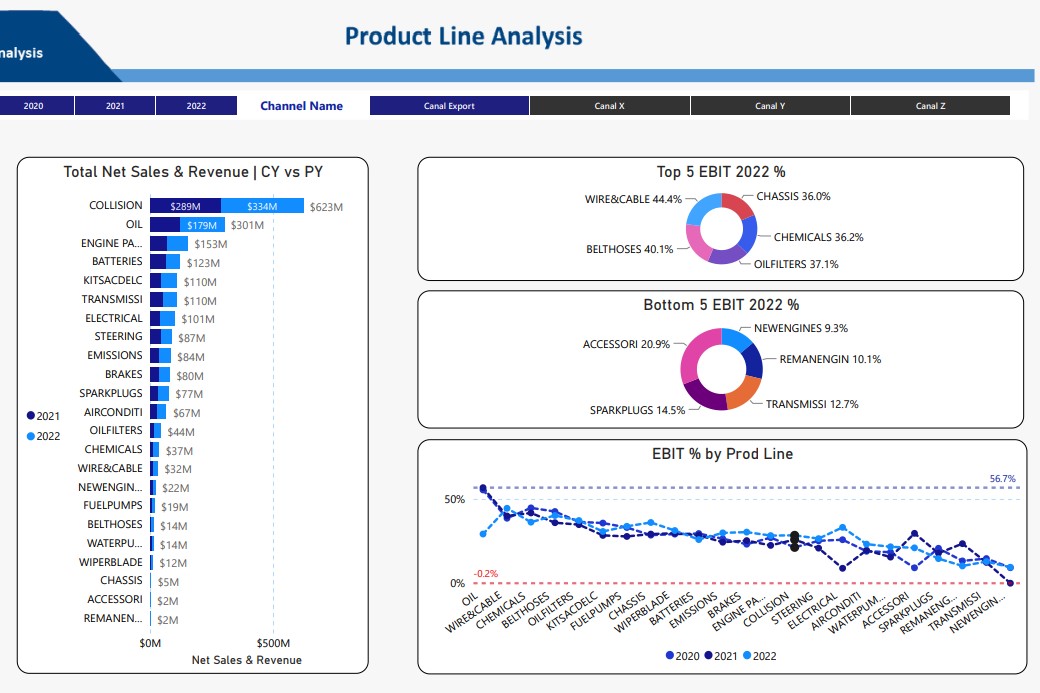 Product Line Analysis
nalysis
2020 2021 2022 Channel Name Canal Export Canal X Canal Y Canal Z
Total Net Sales & Revenue | CY vs PY
COLLISION $289M $334M $623M
OIL $179M $301M
ENGINE PA... $153M
BATTERIES $123M
KITSACDELC $110M
TRANSMISSI $110M
ELECTRICAL $101M
STEERING $87M
EMISSIONS $84M
BRAKES $80M
SPARKPLUGS $77M
AIRCONDITI $67M
OILFILTERS $44M
CHEMICALS $37M
WIRE&CABLE $32M
NEWENGIN... $22M
FUELPUMPS $19M
BELTHOSES $14M
WATERPU... $14M
WIPERBLADE $12M
CHASSIS $5M
ACCESSORI $2M
REMANEN... $2M
2021
2022
$0M $500M
Net Sales & Revenue
Top 5 EBIT 2022 %
WIRE&CABLE 44.4%
CHASSIS 36.0%
CHEMICALS 36.2%
BELTHOSES 40.1%
OILFILTERS 37.1%
Bottom 5 EBIT 2022 %
NEWENGINES 9.3%
ACCESSORI 20.9%
REMANENGIN 10.1%
TRANSMISSI 12.7%
SPARKPLUGS 14.5%
EBIT % by Prod Line
56.7%
50%
-0.2%
0%
OIL
WIRE&CABLE
CHEMICALS
BELTHOSES
OILFILTERS
KITSACDELC
FUELPUMPS
CHASSIS
WIPERBLADE
BATTERIES
EMISSIONS
BRAKES
ENGINE PA...
COLLISION
STEERING
ELECTRICAL
AIRCONDITI
WATERPUM...
ACCESSORI
SPARKPLUGS
REMANENG...
TRANSMISSI
NEWENGIN...
2020 2021 2022